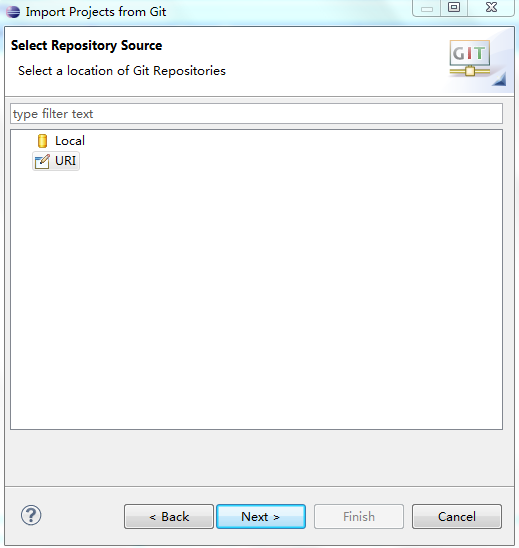 Import Projects from Git
Select Repository Source
Select a location of Git Repositories
GIT
type filter text
Local
URI
?
< Back
Next >
Finish
Cancel